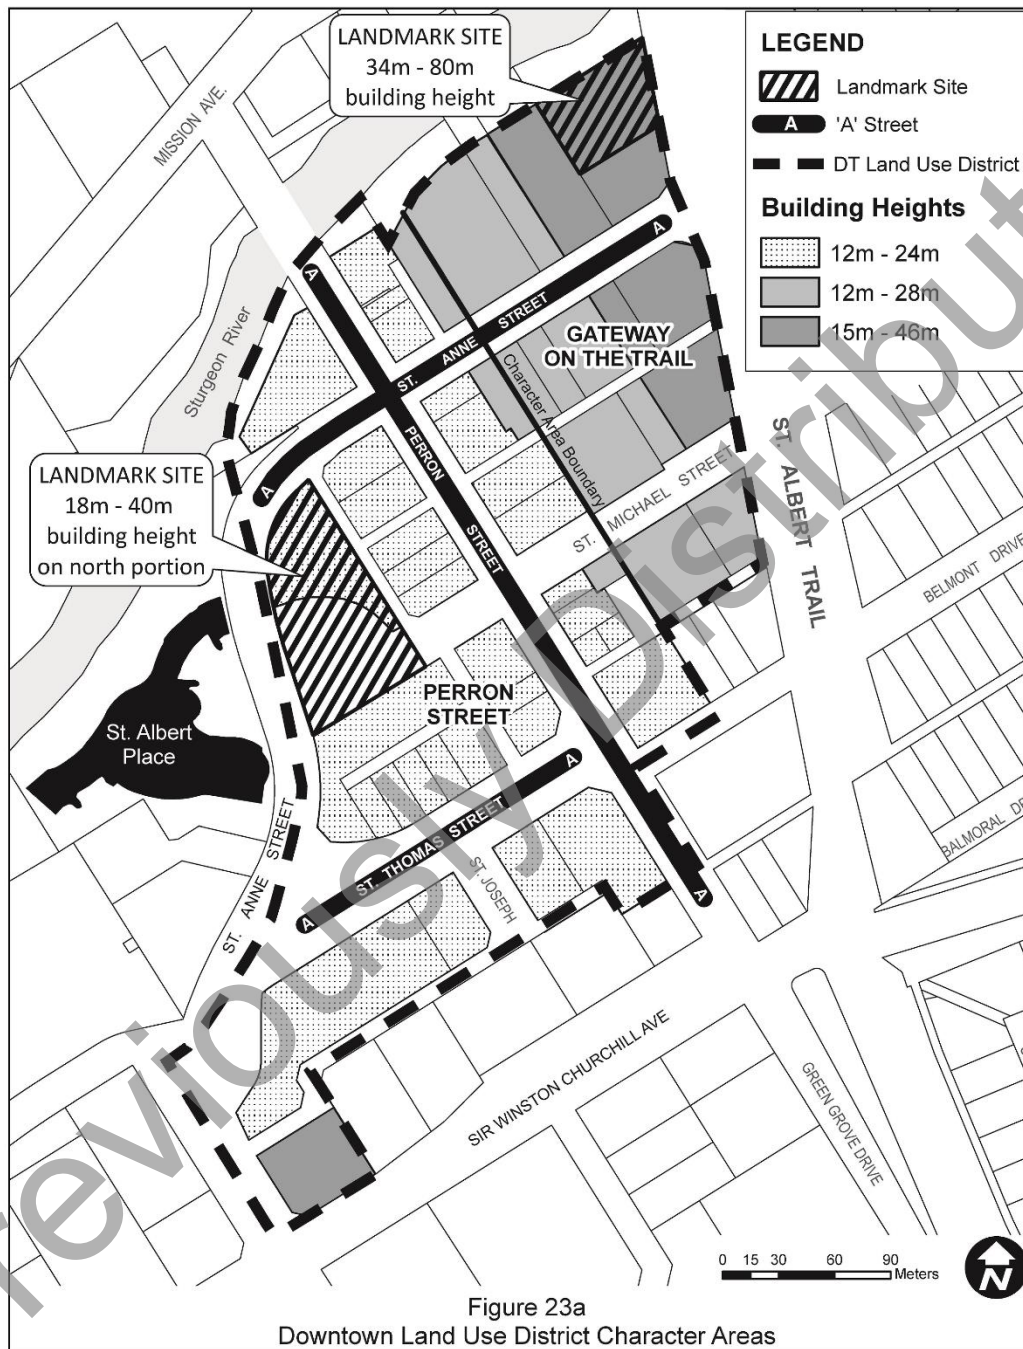 LANDMARK SITE
34m - 80m
building height
LEGEND
Landmark Site
A
'A' Street
DT Land Use District
Building Heights
12m - 24m
12m - 28m
15m - 46m
MISSION AVE.
Sturgeon River
A
A
ST. ANNE STREET
A
GATEWAY
ON THE TRAIL
Character Area Boundary
PERRON STREET
A
ST. MICHAEL STREET
ST. ALBERT TRAIL
BELMONT DRIVE
BALMORAL DR
LANDMARK SITE
18m - 40m
building height
on north portion
PERRON
STREET
St. Albert
Place
ST. ANNE STREET
A
ST. THOMAS STREET
A
ST. JOSEPH
SIR WINSTON CHURCHILL AVE
GREEN GROVE DRIVE
0 15 30 60 90
Meters
N
Figure 23a
Downtown Land Use District Character Areas
reviously Distribut